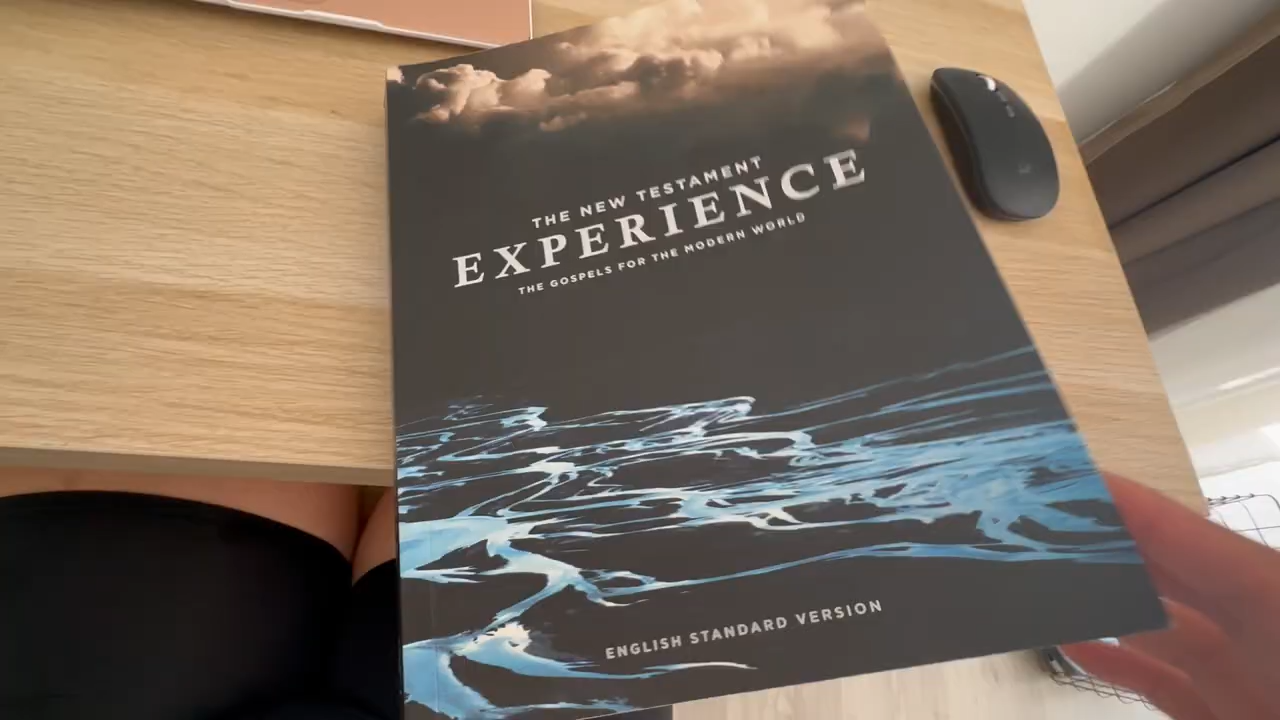 THE NEW TESTAMENT
EXPERIENCE
THE GOSPELS FOR THE MODERN WORLD
ENGLISH STANDARD VERSION